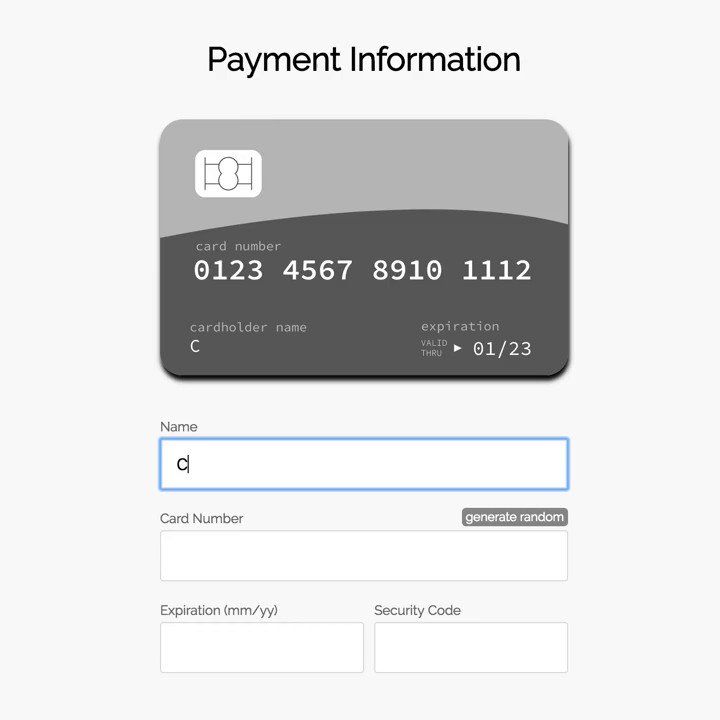 Payment Information
card number
0123 4567 8910 1112
cardholder name
C
expiration
VALID
THRU
01/23
Name
C
Card Number
generate random
Expiration (mm/yy)
Security Code